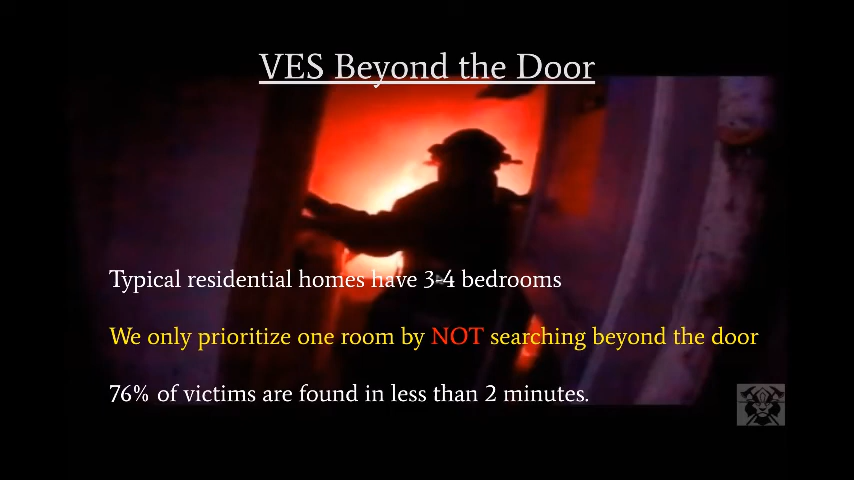 VES Beyond the Door
Typical residential homes have 3-4 bedrooms
We only prioritize one room by NOT searching beyond the door
76% of victims are found in less than 2 minutes.